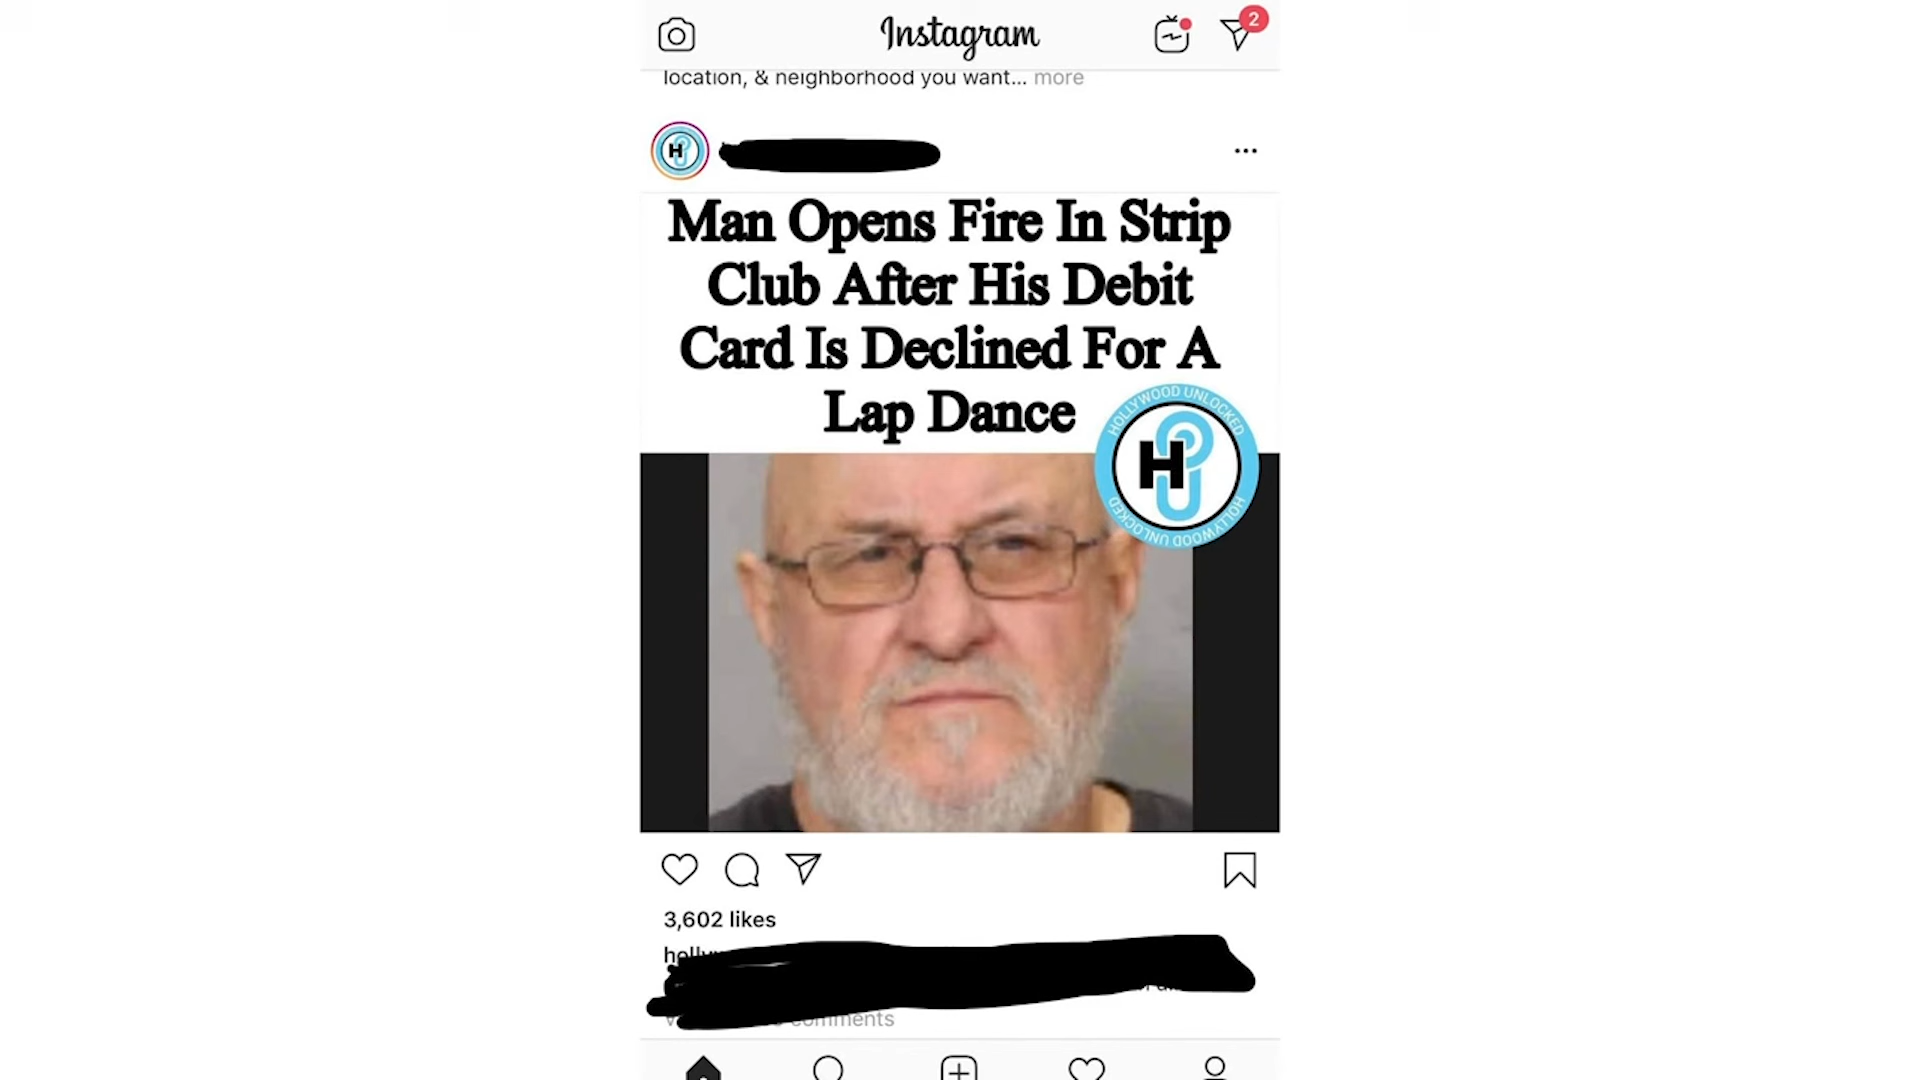 Instagram
2
location, & neighborhood you want... more
H
Man Opens Fire In Strip
Club After His Debit
Card Is Declined For A
Lap Dance
HOLLYWOOD UNLOCKED
H
HOLLYWOOD UNLOCKED
3,602 likes
comments